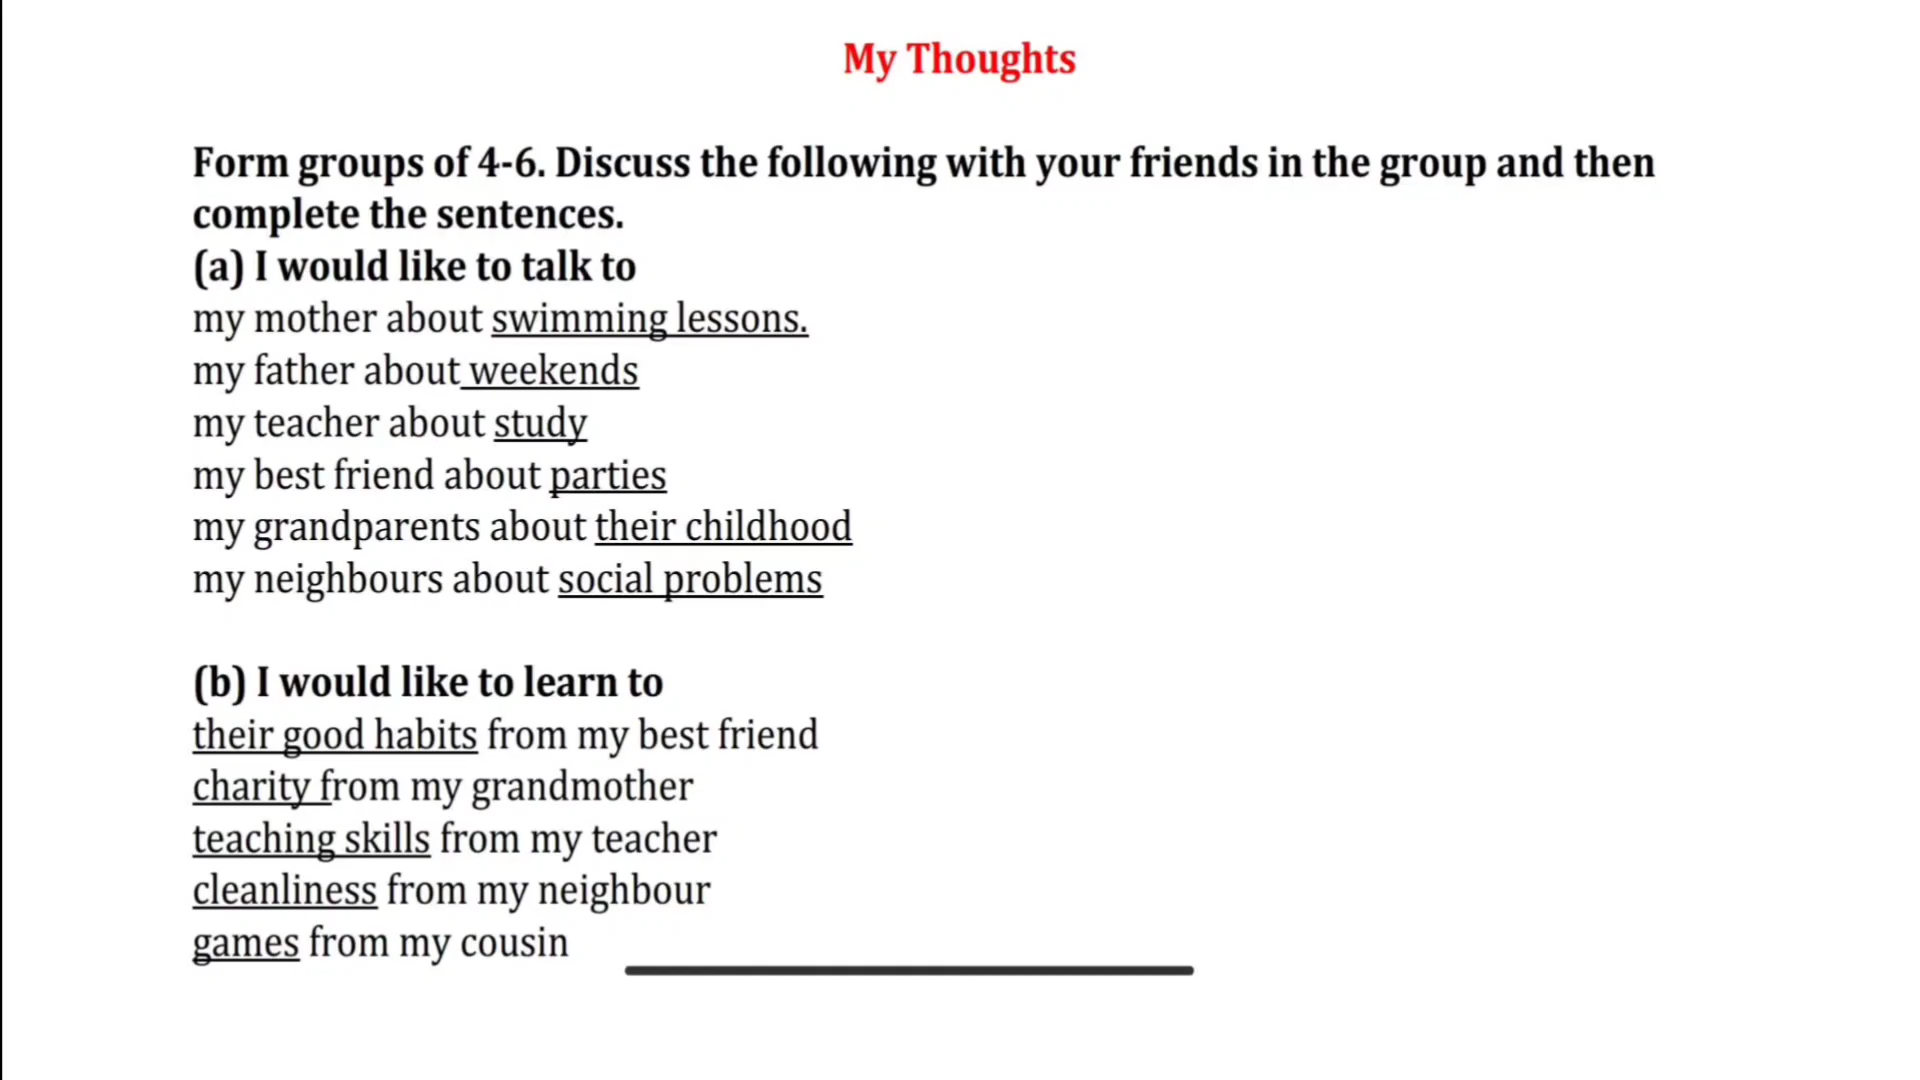 My Thoughts
Form groups of 4-6. Discuss the following with your friends in the group and then
complete the sentences.
(a) I would like to talk to
my mother about swimming lessons.
my father about weekends
my teacher about study
my best friend about parties
my grandparents about their childhood
my neighbours about social problems
(b) I would like to learn to
their good habits from my best friend
charity from my grandmother
teaching skills from my teacher
cleanliness from my neighbour
games from my cousin